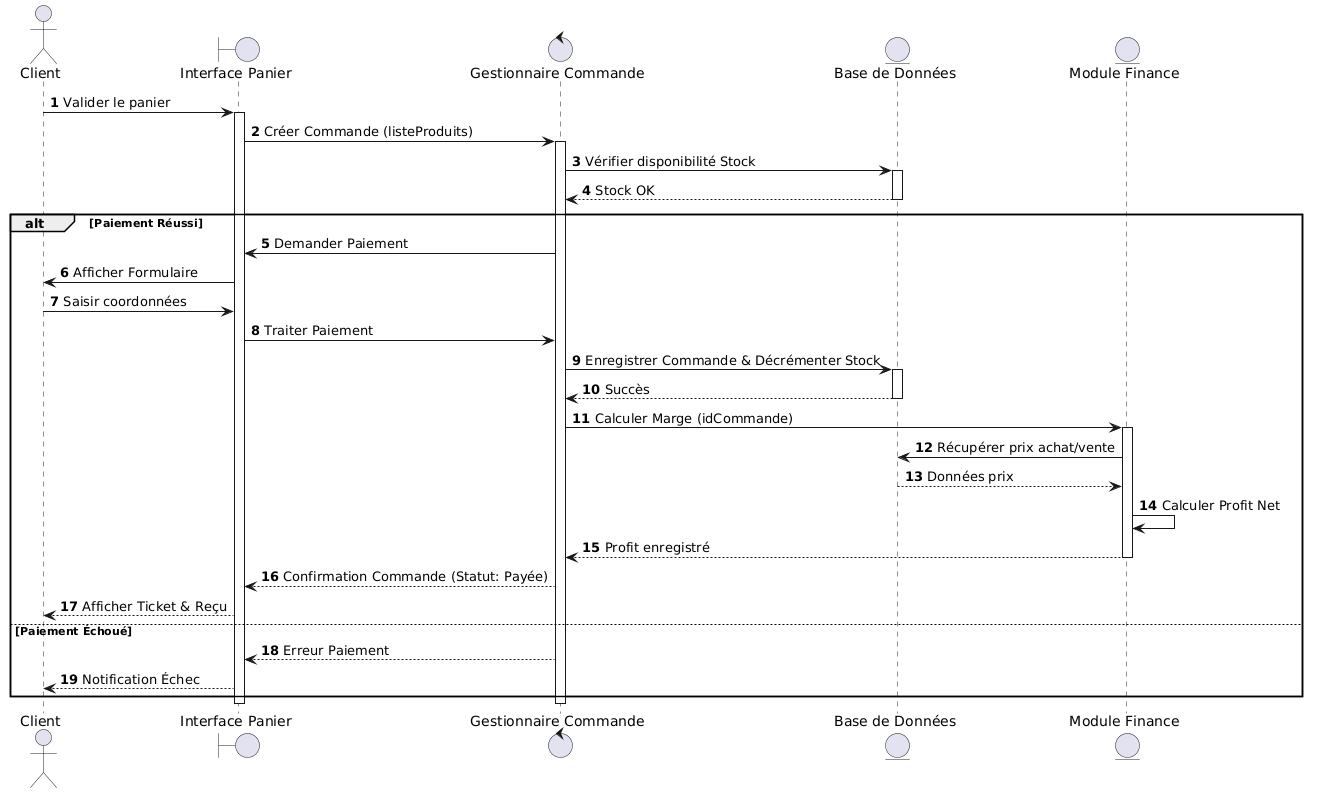 Client
Interface Panier
Gestionnaire Commande
Base de Données
Module Finance
1 Valider le panier
2 Créer Commande (listeProduits)
3 Vérifier disponibilité Stock
4 Stock OK
alt [Paiement Réussi]
5 Demander Paiement
6 Afficher Formulaire
7 Saisir coordonnées
8 Traiter Paiement
9 Enregistrer Commande & Décrémenter Stock
10 Succès
11 Calculer Marge (idCommande)
12 Récupérer prix achat/vente
13 Données prix
14 Calculer Profit Net
15 Profit enregistré
16 Confirmation Commande (Statut: Payée)
17 Afficher Ticket & Reçu
[Paiement Échoué]
18 Erreur Paiement
19 Notification Échec
Client
Interface Panier
Gestionnaire Commande
Base de Données
Module Finance